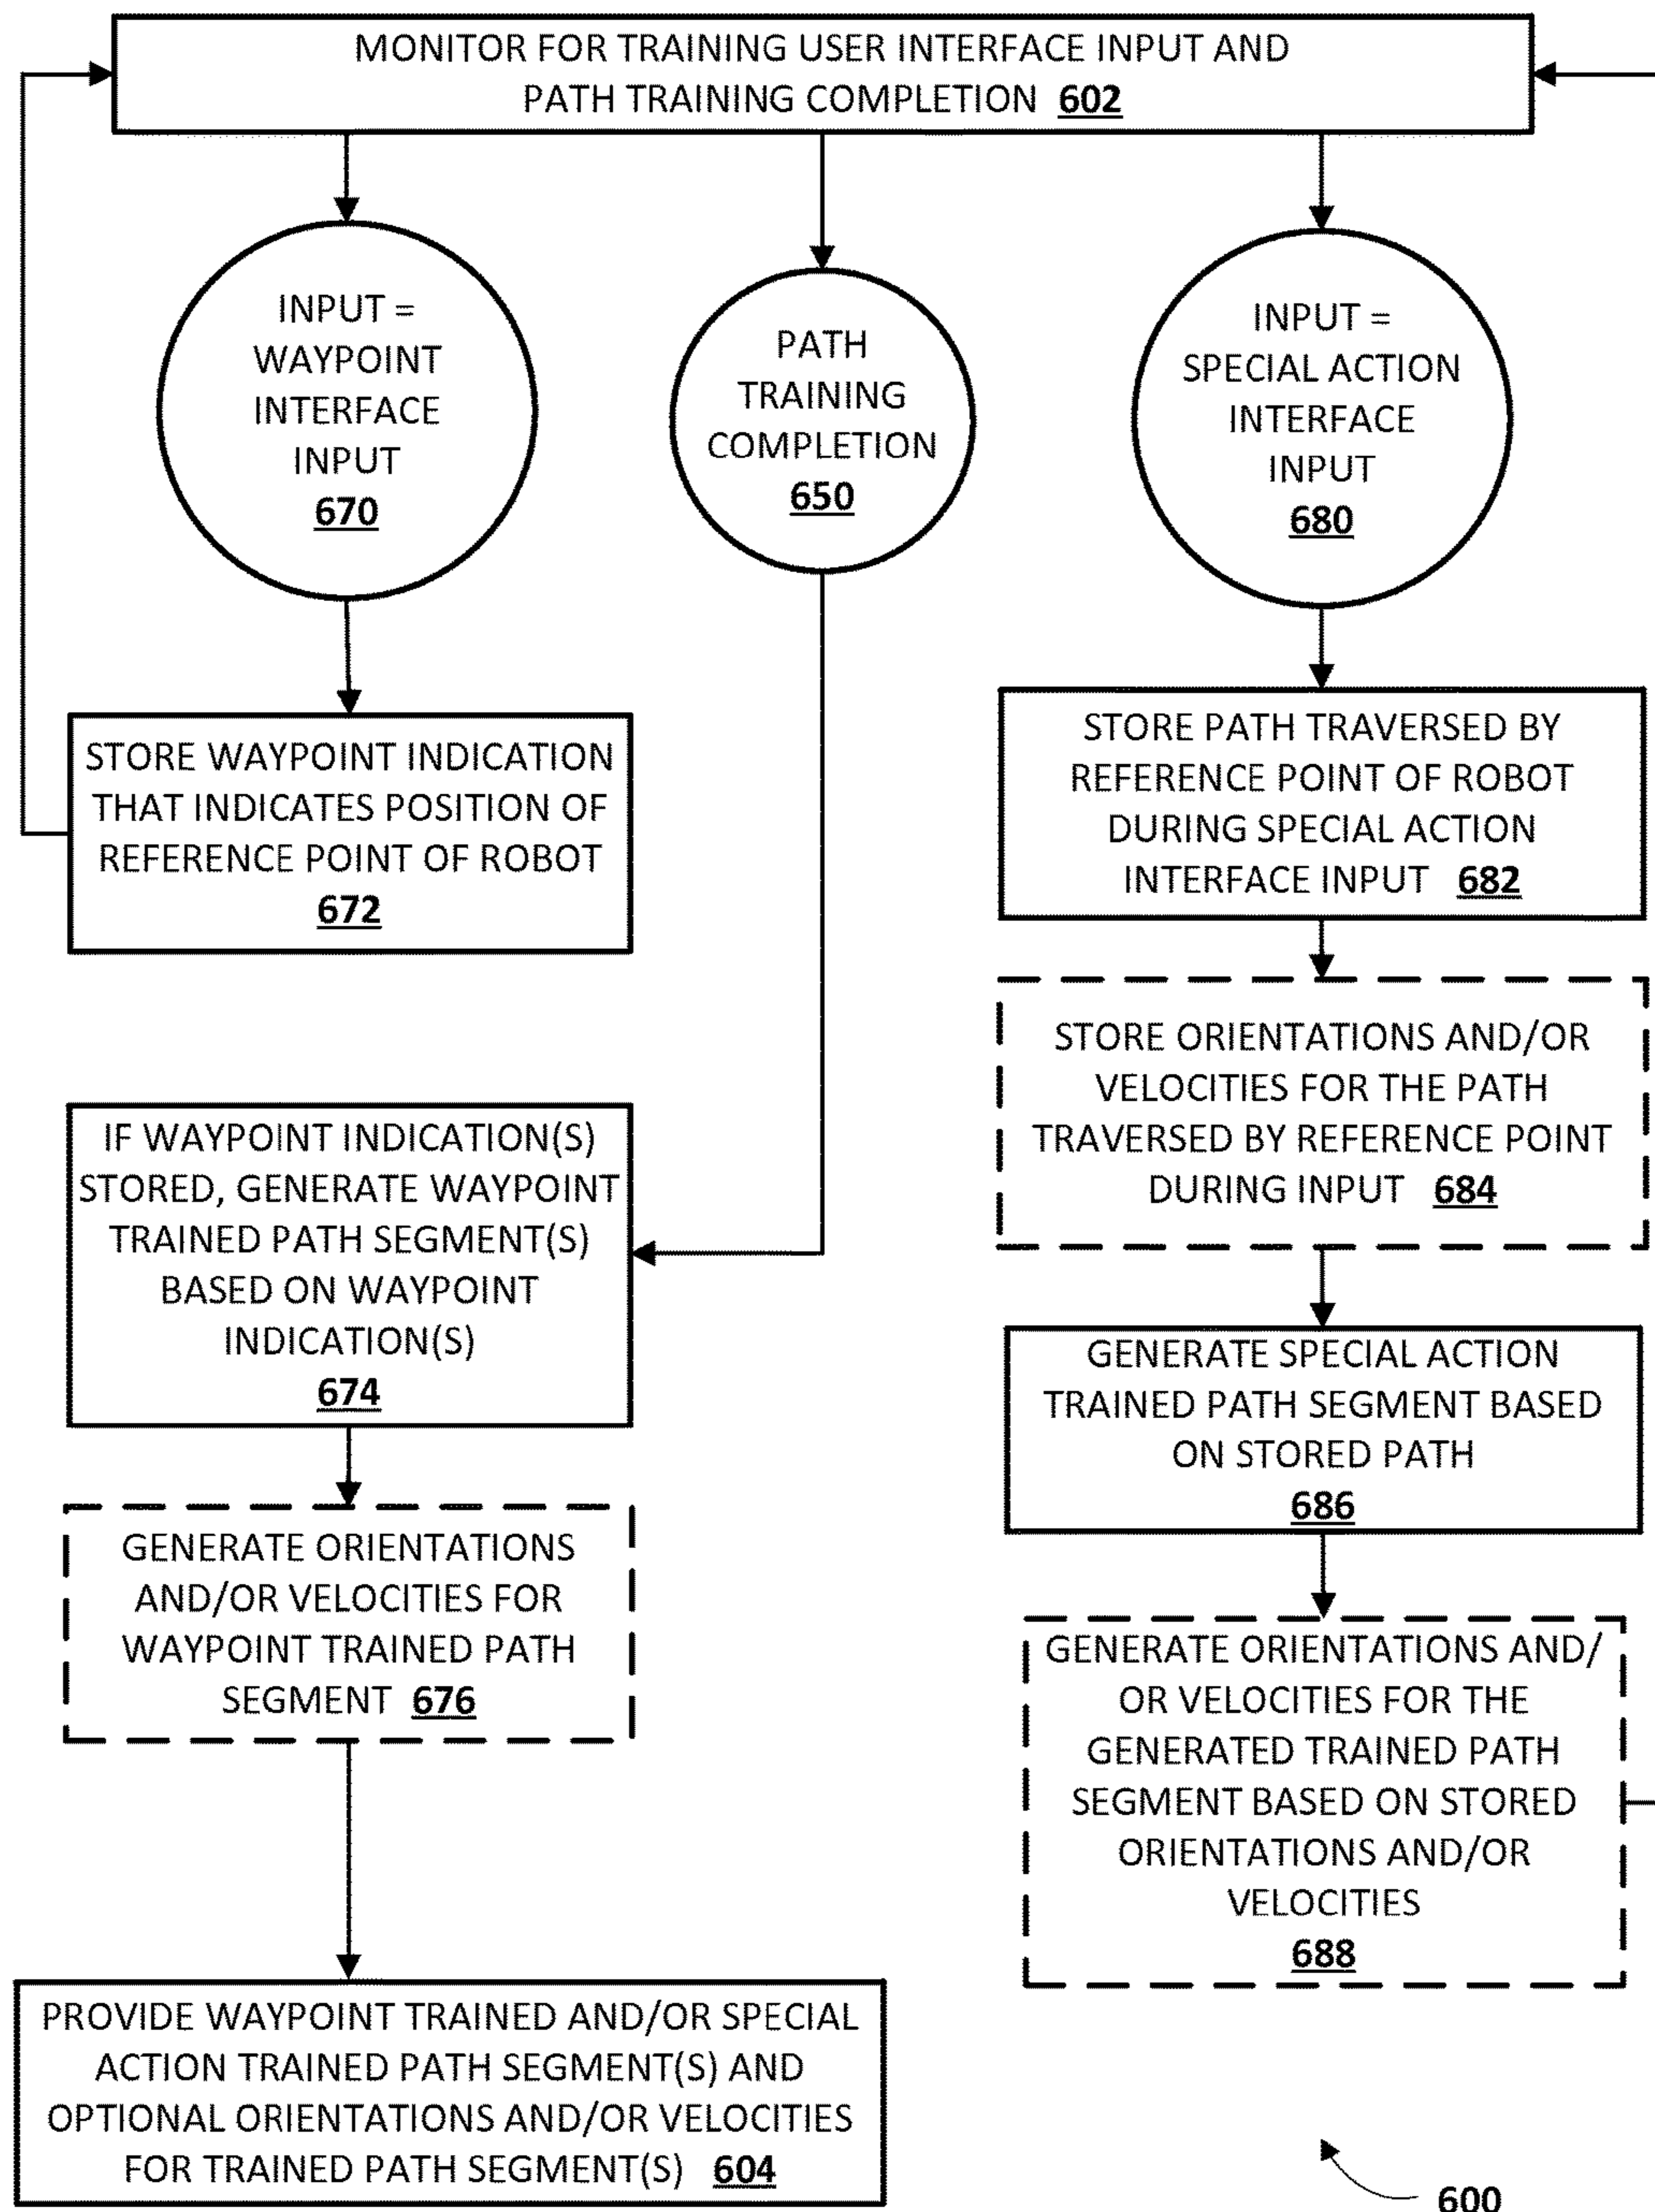 MONITOR FOR TRAINING USER INTERFACE INPUT AND
PATH TRAINING COMPLETION 602
INPUT =
WAYPOINT
INTERFACE
INPUT
670
PATH
TRAINING
COMPLETION
650
INPUT =
SPECIAL ACTION
INTERFACE
INPUT
680
STORE WAYPOINT INDICATION
THAT INDICATES POSITION OF
REFERENCE POINT OF ROBOT
672
STORE PATH TRAVERSED BY
REFERENCE POINT OF ROBOT
DURING SPECIAL ACTION
INTERFACE INPUT 682
STORE ORIENTATIONS AND/OR
VELOCITIES FOR THE PATH
TRAVERSED BY REFERENCE POINT
DURING INPUT 684
IF WAYPOINT INDICATION(S)
STORED, GENERATE WAYPOINT
TRAINED PATH SEGMENT(S)
BASED ON WAYPOINT
INDICATION(S)
674
GENERATE SPECIAL ACTION
TRAINED PATH SEGMENT BASED
ON STORED PATH
686
GENERATE ORIENTATIONS
AND/OR VELOCITIES FOR
WAYPOINT TRAINED PATH
SEGMENT 676
GENERATE ORIENTATIONS AND/
OR VELOCITIES FOR THE
GENERATED TRAINED PATH
SEGMENT BASED ON STORED
ORIENTATIONS AND/OR
VELOCITIES
688
PROVIDE WAYPOINT TRAINED AND/OR SPECIAL
ACTION TRAINED PATH SEGMENT(S) AND
OPTIONAL ORIENTATIONS AND/OR VELOCITIES
FOR TRAINED PATH SEGMENT(S) 604
600